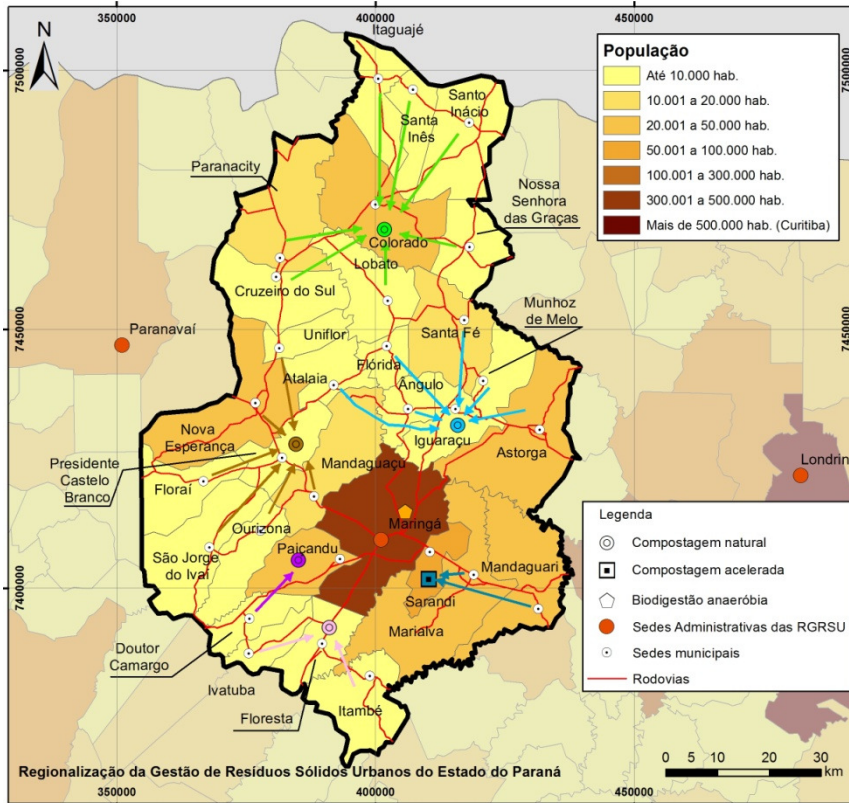 350000
400000
450000
Itaguajé
N
7500000
7500000
População
Até 10.000 hab.
10.001 a 20.000 hab.
20.001 a 50.000 hab.
50.001 a 100.000 hab.
100.001 a 300.000 hab.
300.001 a 500.000 hab.
Mais de 500.000 hab. (Curitiba)
Santo
Inácio
Santa
Inês
Paranacity
Nossa
Senhora
das Graças
Colorado
Lobato
Cruzeiro do Sul
Munhoz
de Melo
Paranavaí
7450000
7450000
Uniflor
Santa Fé
Flórida
Atalaia
Ângulo
Nova
Esperança
Iguaraçu
Astorga
Presidente
Castelo
Branco
Mandaguaçu
Floraí
Londrin
Ourizona
Maringá
São Jorge
do Ivaí
Paiçandu
Mandaguari
Sarandi
Marialva
7400000
7400000
Doutor
Camargo
Ivatuba
Floresta
Itambé
Legenda
Compostagem natural
Compostagem acelerada
Biodigestão anaeróbia
Sedes Administrativas das RGRSU
Sedes municipais
Rodovias
0 5 10 20 30
km
Regionalização da Gestão de Resíduos Sólidos Urbanos do Estado do Paraná
350000
400000
450000